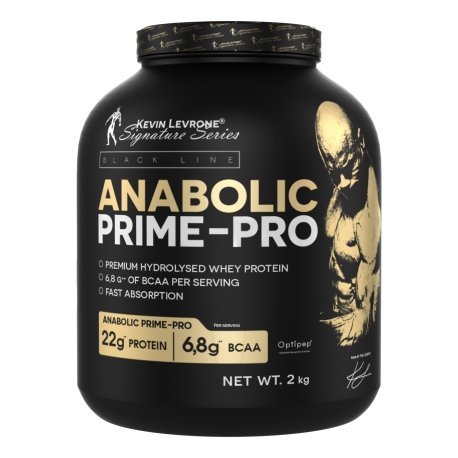 KEVIN LEVRONE®
Signature Series
BLACK LINE
ANABOLIC
PRIME-PRO
PREMIUM HYDROLYSED WHEY PROTEIN
6,8 G** OF BCAA PER SERVING
FAST ABSORPTION
ANABOLIC PRIME-PRO PER SERVING
22g** PROTEIN 6,8g** BCAA
Optipep®
NET WT. 2 kg